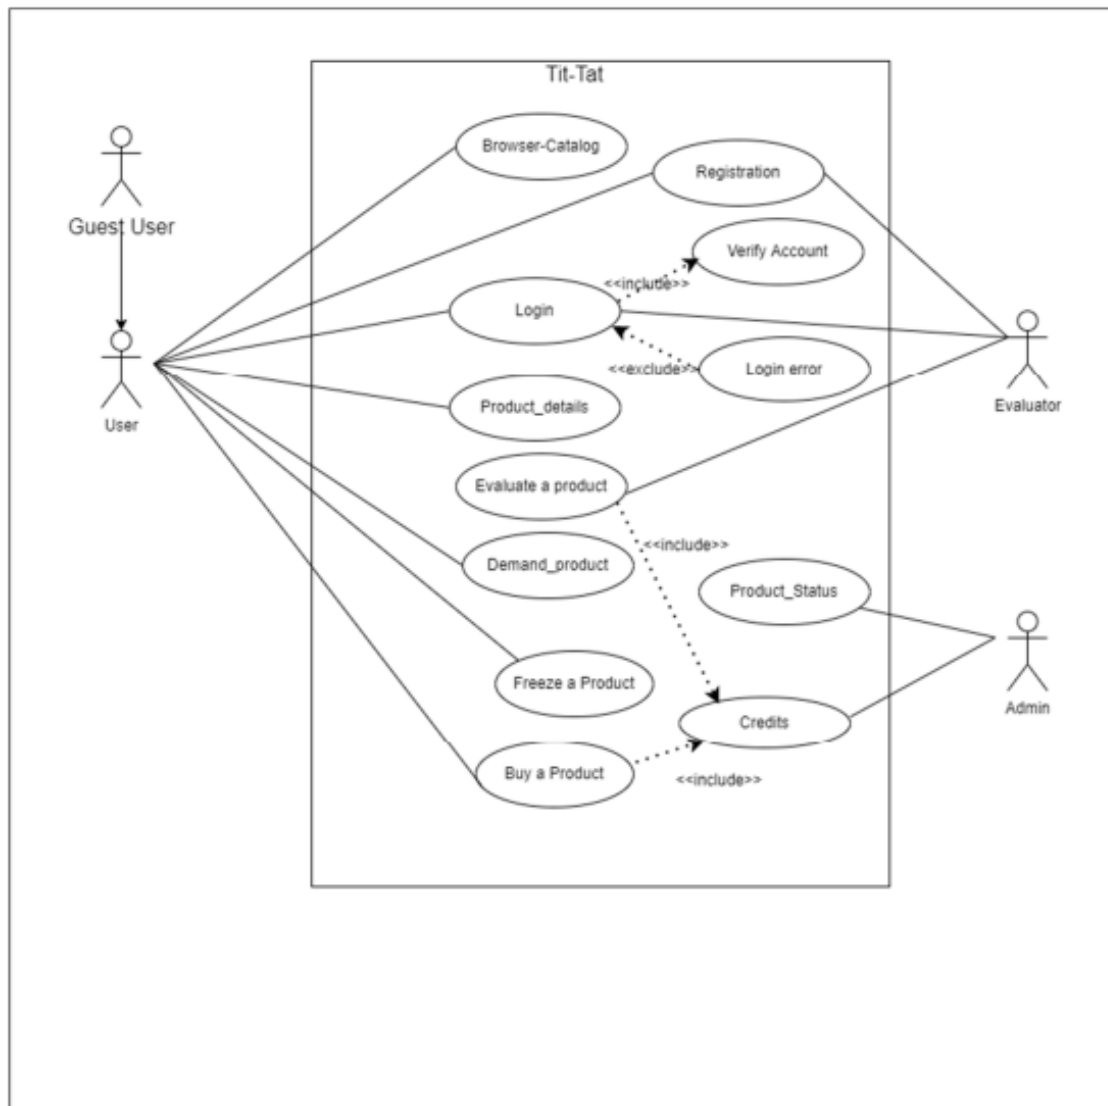 Tit-Tat
Browser-Catalog
Registration
Guest User
Verify Account
<<include>>
Login
<<exclude>>
Login error
User
Product_details
Evaluator
Evaluate a product
<<include>>
Demand_product
Product_Status
Freeze a Product
Credits
Admin
Buy a Product
<<include>>